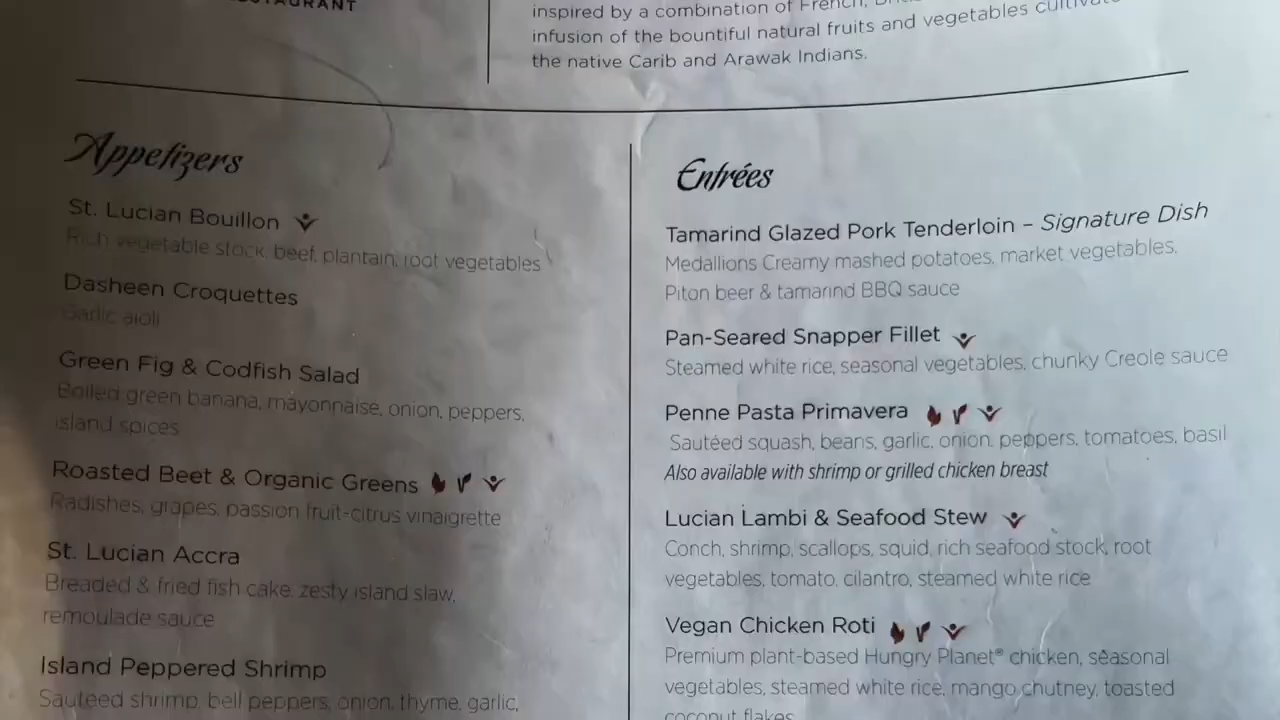 inspired by a combination of French,
infusion of the bountiful natural fruits and vegetables
the native Carib and Arawak Indians.
Appetizers
St. Lucian Bouillon
Rich vegetable stock, beef, plantain, root vegetables
Dasheen Croquettes
Garlic aioli
Green Fig & Codfish Salad
Boiled green banana, mayonnaise, onion, peppers,
island spices
Roasted Beet & Organic Greens
Radishes, grapes, passion fruit-citrus vinaigrette
St. Lucian Accra
Breaded & fried fish cake, zesty island slaw,
remoulade sauce
Island Peppered Shrimp
Sautéed shrimp, bell peppers, onion, thyme, garlic,
Entrées
Tamarind Glazed Pork Tenderloin – Signature Dish
Medallions Creamy mashed potatoes, market vegetables,
Piton beer & tamarind BBQ sauce
Pan-Seared Snapper Fillet
Steamed white rice, seasonal vegetables, chunky Creole sauce
Penne Pasta Primavera
Sautéed squash, beans, garlic, onion, peppers, tomatoes, basil
Also available with shrimp or grilled chicken breast
Lucian Lambi & Seafood Stew
Conch, shrimp, scallops, squid, rich seafood stock, root
vegetables, tomato, cilantro, steamed white rice
Vegan Chicken Roti
Premium plant-based Hungry Planet® chicken, seasonal
vegetables, steamed white rice, mango chutney, toasted
coconut flakes